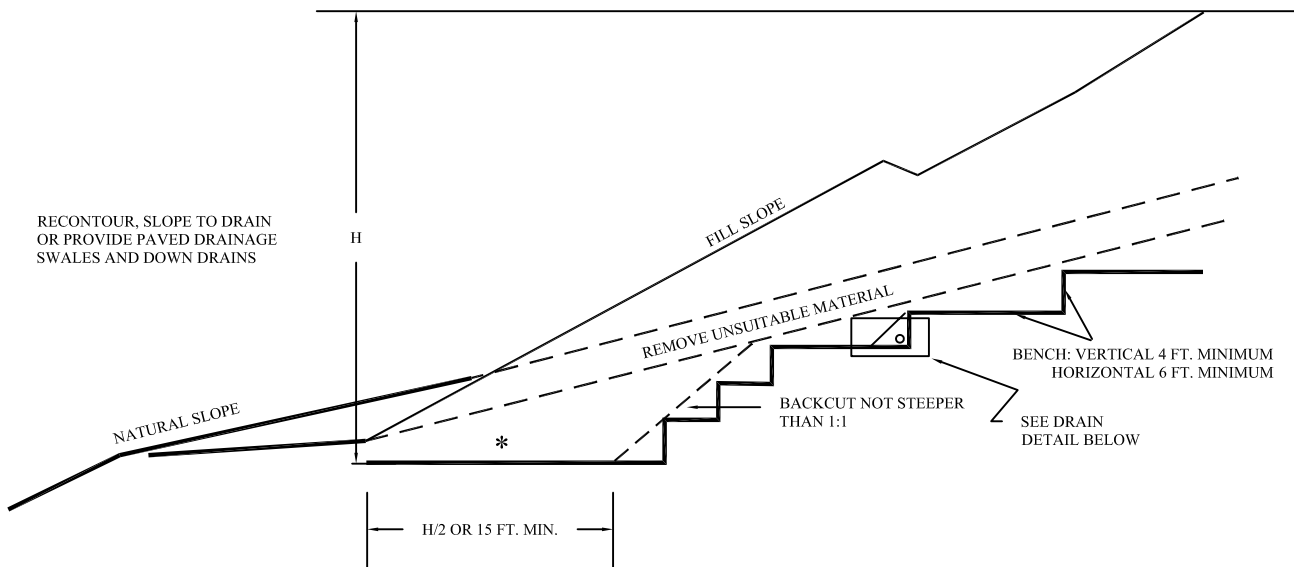 RECONTOUR, SLOPE TO DRAIN
OR PROVIDE PAVED DRAINAGE
SWALES AND DOWN DRAINS
H
FILL SLOPE
REMOVE UNSUITABLE MATERIAL
NATURAL SLOPE
BENCH: VERTICAL 4 FT. MINIMUM
HORIZONTAL 6 FT. MINIMUM
BACKCUT NOT STEEPER
THAN 1:1
SEE DRAIN
DETAIL BELOW
*
H/2 OR 15 FT. MIN.